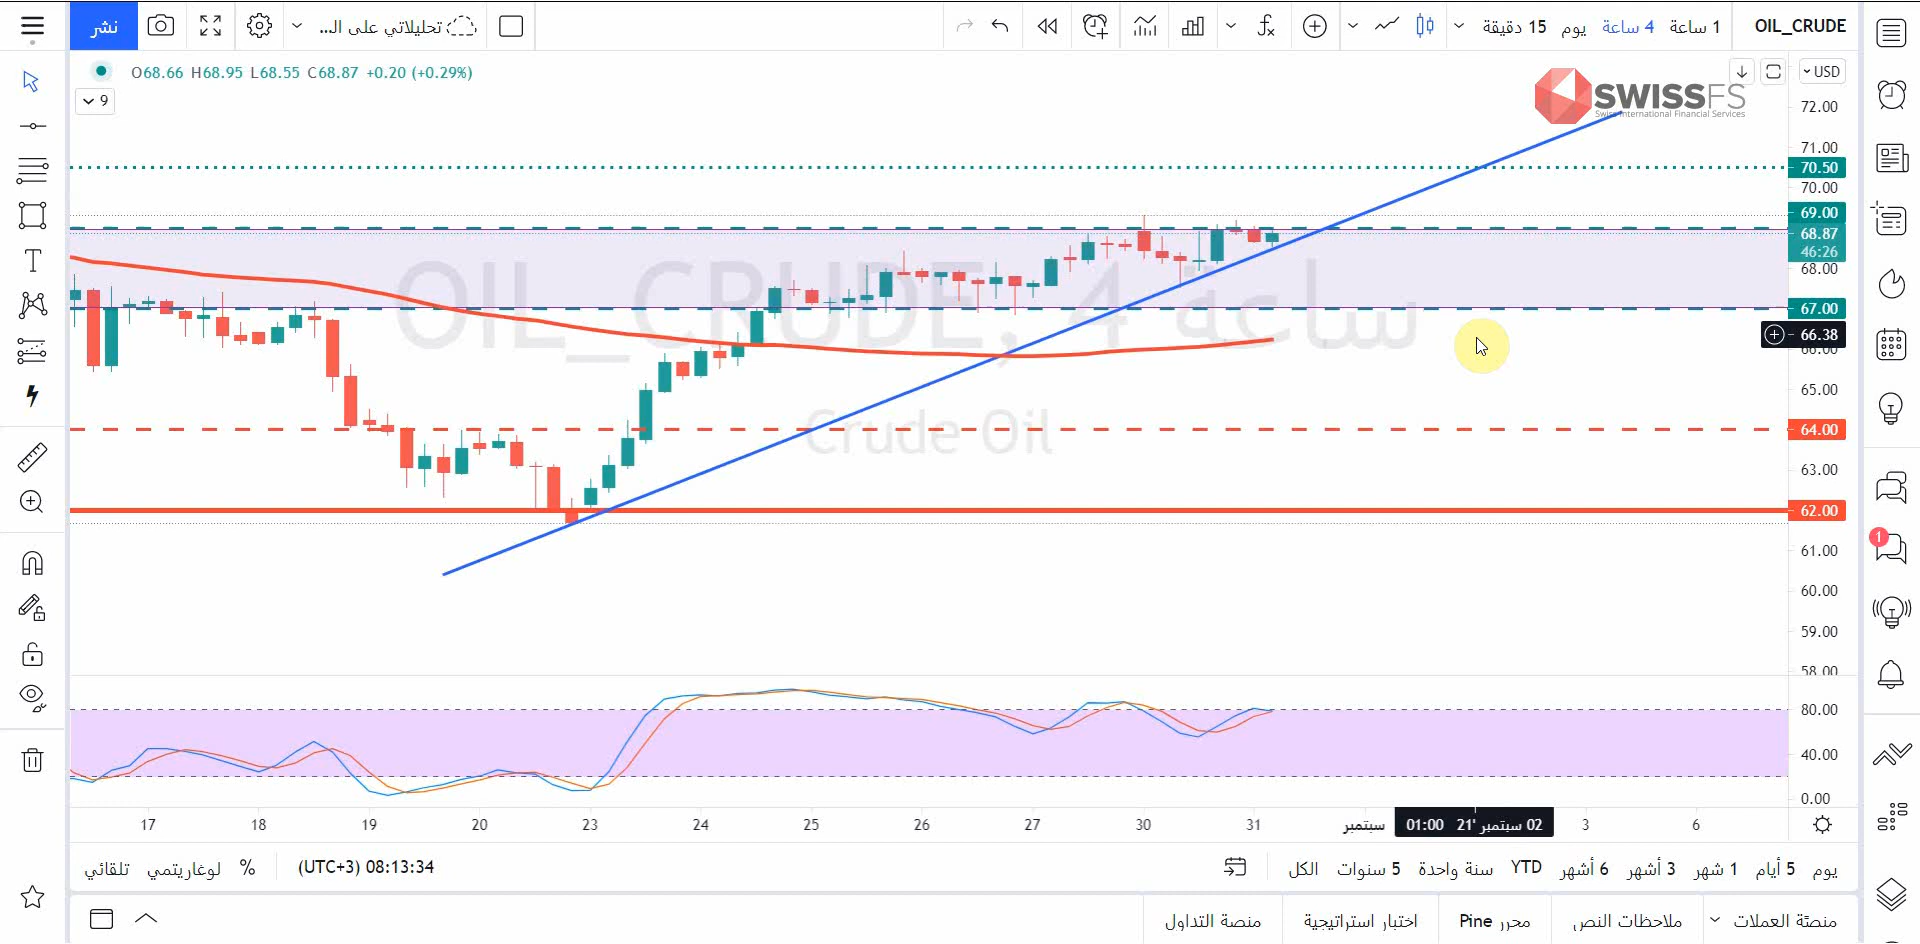 نشر
تحليلاتي على الـ...
15 دقيقة
يوم
4 ساعة
1 ساعة
OIL_CRUDE
O68.66 H68.95 L68.55 C68.87 +0.20 (+0.29%)
9
USD
SWISSFS
Swiss International Financial Services
OIL_CRUDE, 4 ساعة
Crude Oil
72.00
71.00
70.50
70.00
69.00
68.87
46:26
68.00
67.00
66.38
66.00
65.00
64.00
63.00
62.00
61.00
60.00
59.00
58.00
80.00
40.00
0.00
1
17
18
19
20
23
24
25
26
27
30
31
سبتمبر
02 سبتمبر '21 01:00
3
6
تلقائي
لوغاريتمي
%
08:13:34 (UTC+3)
الكل
5 سنوات
سنة واحدة
YTD
6 أشهر
3 أشهر
1 شهر
5 أيام
يوم
منصة التداول
اختبار استراتيجية
محرر Pine
ملاحظات النص
منصئة العملات